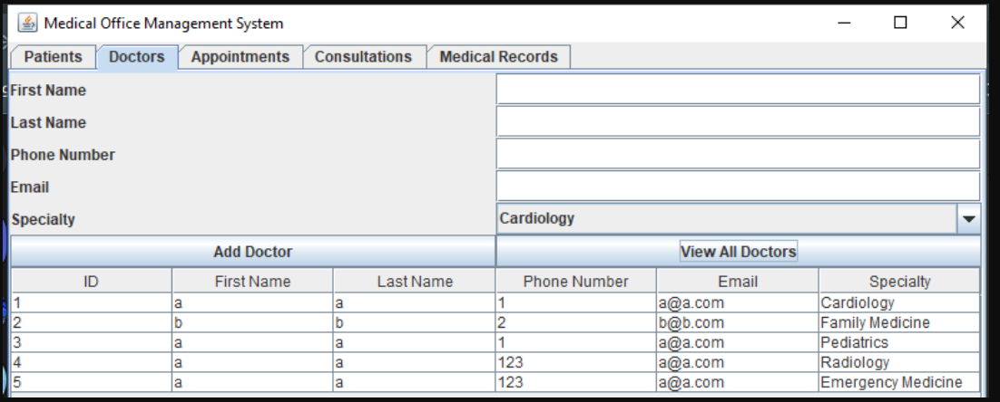 Medical Office Management System
Patients Doctors Appointments Consultations Medical Records
First Name
Last Name
Phone Number
Email
Specialty Cardiology
Add Doctor View All Doctors
ID First Name Last Name Phone Number Email Specialty
1 a a 1 a@a.com Cardiology
2 b b 2 b@b.com Family Medicine
3 a a 1 a@a.com Pediatrics
4 a a 123 a@a.com Radiology
5 a a 123 a@a.com Emergency Medicine